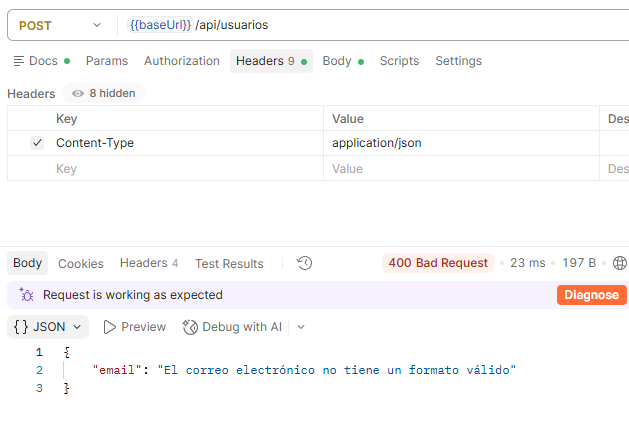 POST {{baseUrl}} /api/usuarios
Docs Params Authorization Headers 9 Body Scripts Settings
Headers 8 hidden
Key Value Des
Content-Type application/json
Key Value Des
Body Cookies Headers 4 Test Results 400 Bad Request 23 ms 197 B
Request is working as expected Diagnose
{} JSON Preview Debug with AI
1 {
2 "email": "El correo electrónico no tiene un formato válido"
3 }